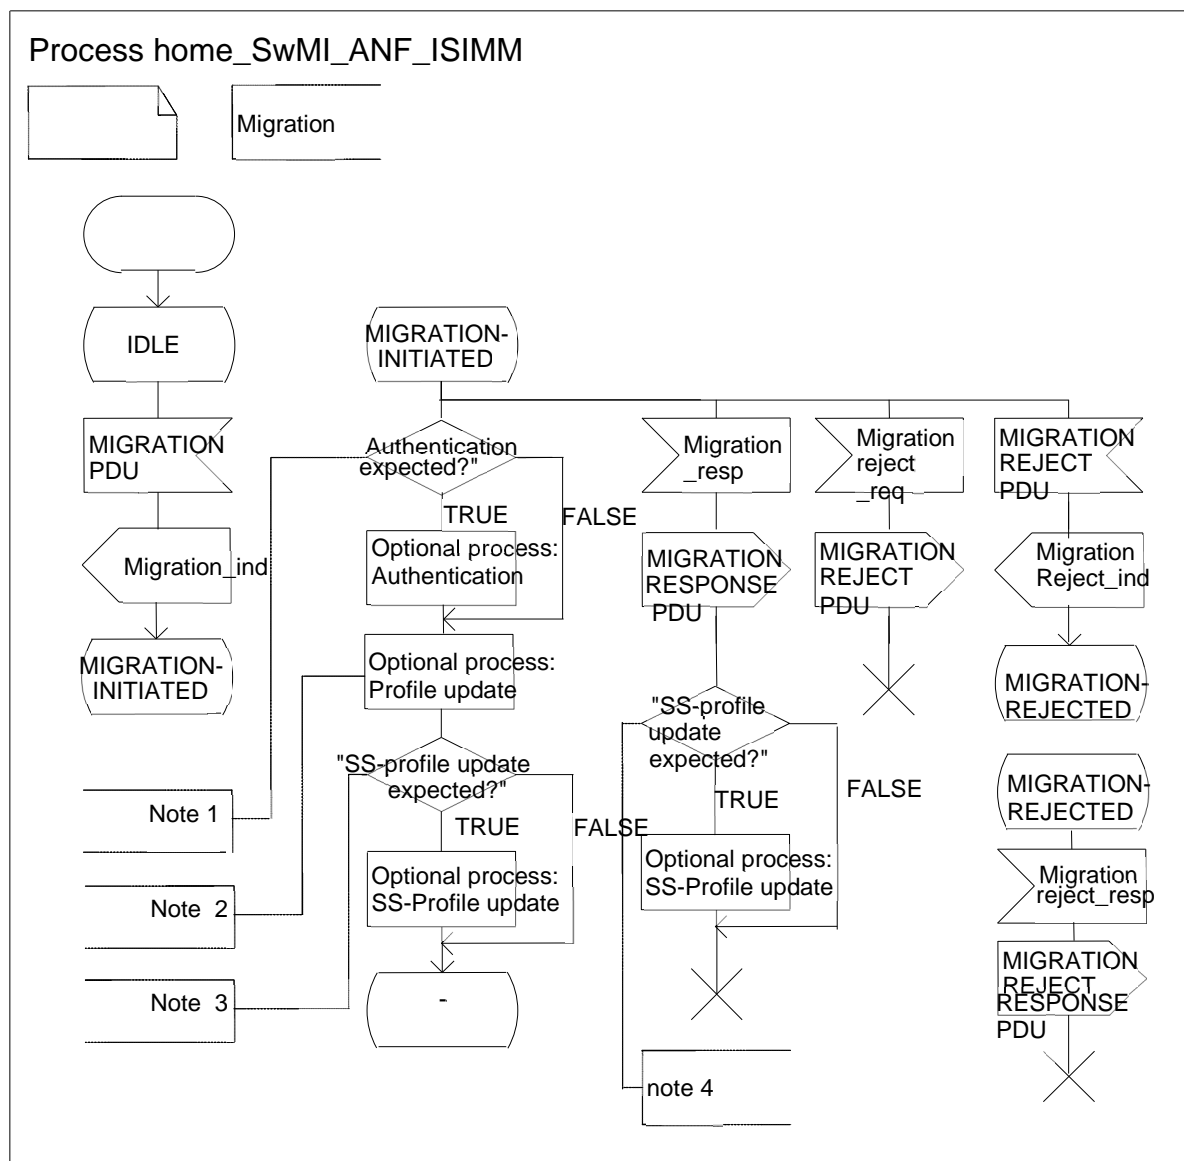 Process home_SwMI_ANF_ISIMM
Migration
IDLE
MIGRATION
PDU
Migration_ind
MIGRATION-
INITIATED
Note 1
Note 2
Note 3
MIGRATION-
INITIATED
Authentication
expected?"
TRUE
FALSE
Optional process:
Authentication
Optional process:
Profile update
"SS-profile update
expected?"
TRUE
FALSE
Optional process:
SS-Profile update
-
Migration
_resp
MIGRATION
RESPONSE
PDU
"SS-profile
update
expected?"
TRUE
FALSE
Optional process:
SS-Profile update
note 4
Migration
reject
_req
MIGRATION
REJECT
PDU
MIGRATION
REJECT
PDU
Migration
Reject_ind
MIGRATION-
REJECTED
MIGRATION-
REJECTED
Migration
reject_resp
MIGRATION
REJECT
RESPONSE
PDU